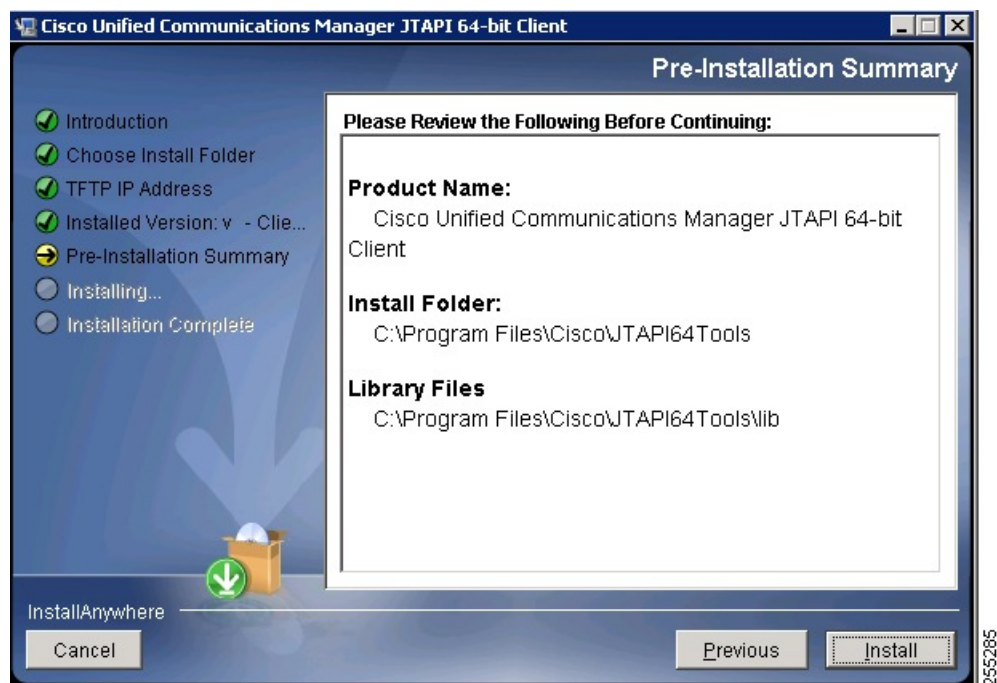 Cisco Unified Communications Manager JTAPI 64-bit Client
Pre-Installation Summary
Introduction
Choose Install Folder
TFTP IP Address
Installed Version: v - Clie...
Pre-Installation Summary
Installing...
Installation Complete
Please Review the Following Before Continuing:
Product Name:
Cisco Unified Communications Manager JTAPI 64-bit
Client
Install Folder:
C:\Program Files\Cisco\JTAPI64Tools
Library Files
C:\Program Files\Cisco\JTAPI64Tools\lib
InstallAnywhere
Cancel
Previous
Install
255285